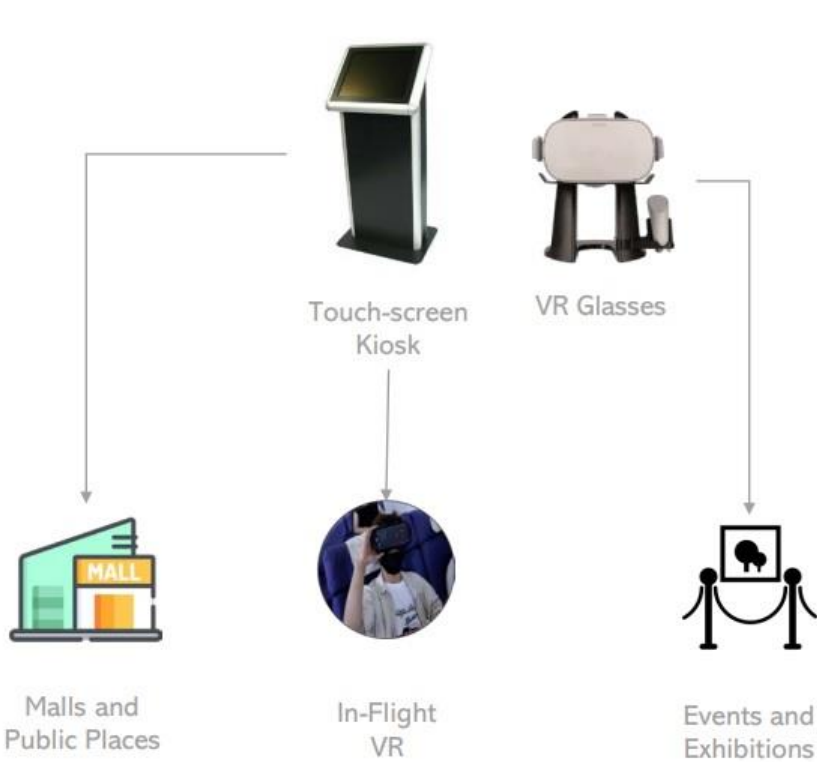 Touch-screen
Kiosk
VR Glasses
MALL
Malls and
Public Places
In-Flight
VR
Events and
Exhibitions